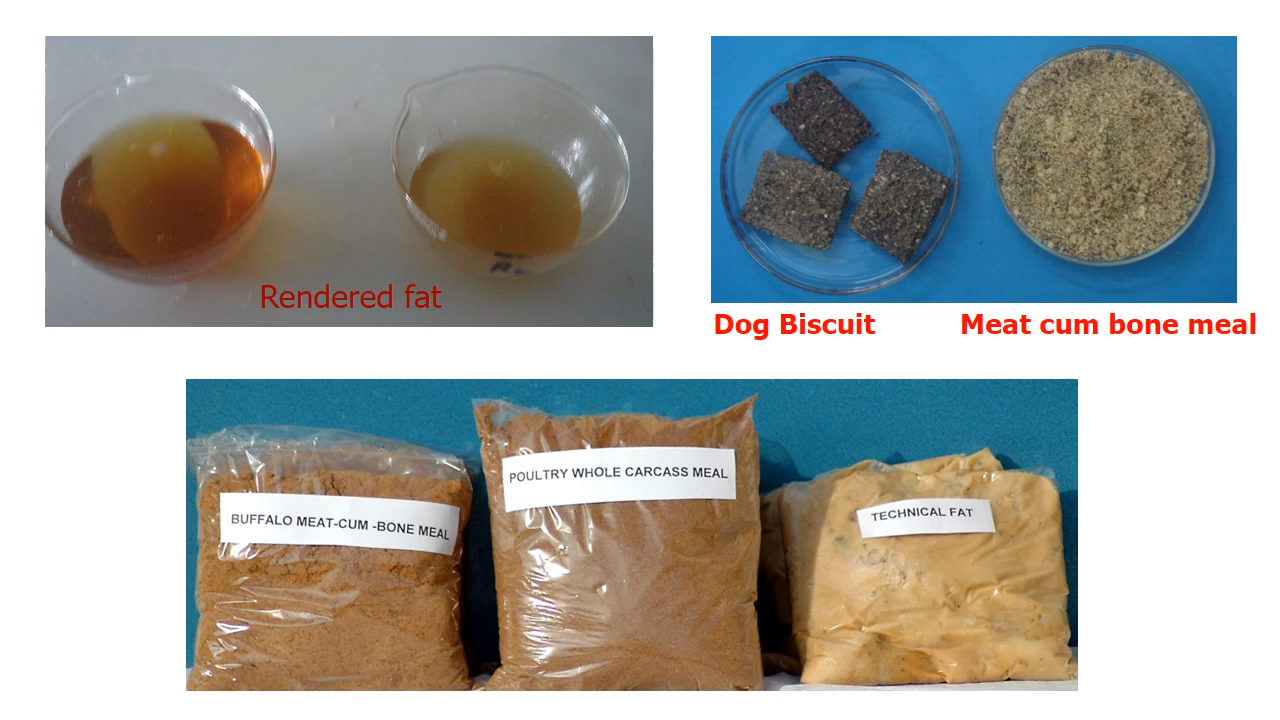 Rendered fat
Dog Biscuit
Meat cum bone meal
BUFFALO MEAT-CUM -BONE MEAL
POULTRY WHOLE CARCASS MEAL
TECHNICAL FAT